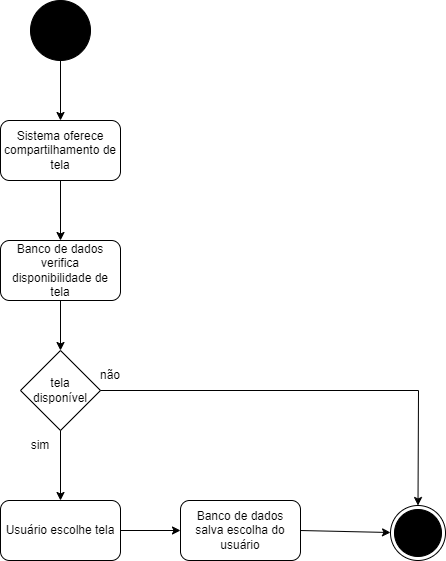 Sistema oferece
compartilhamento de
tela
Banco de dados
verifica
disponibilidade de
tela
tela
disponível
não
sim
Usuário escolhe tela
Banco de dados
salva escolha do
usuário